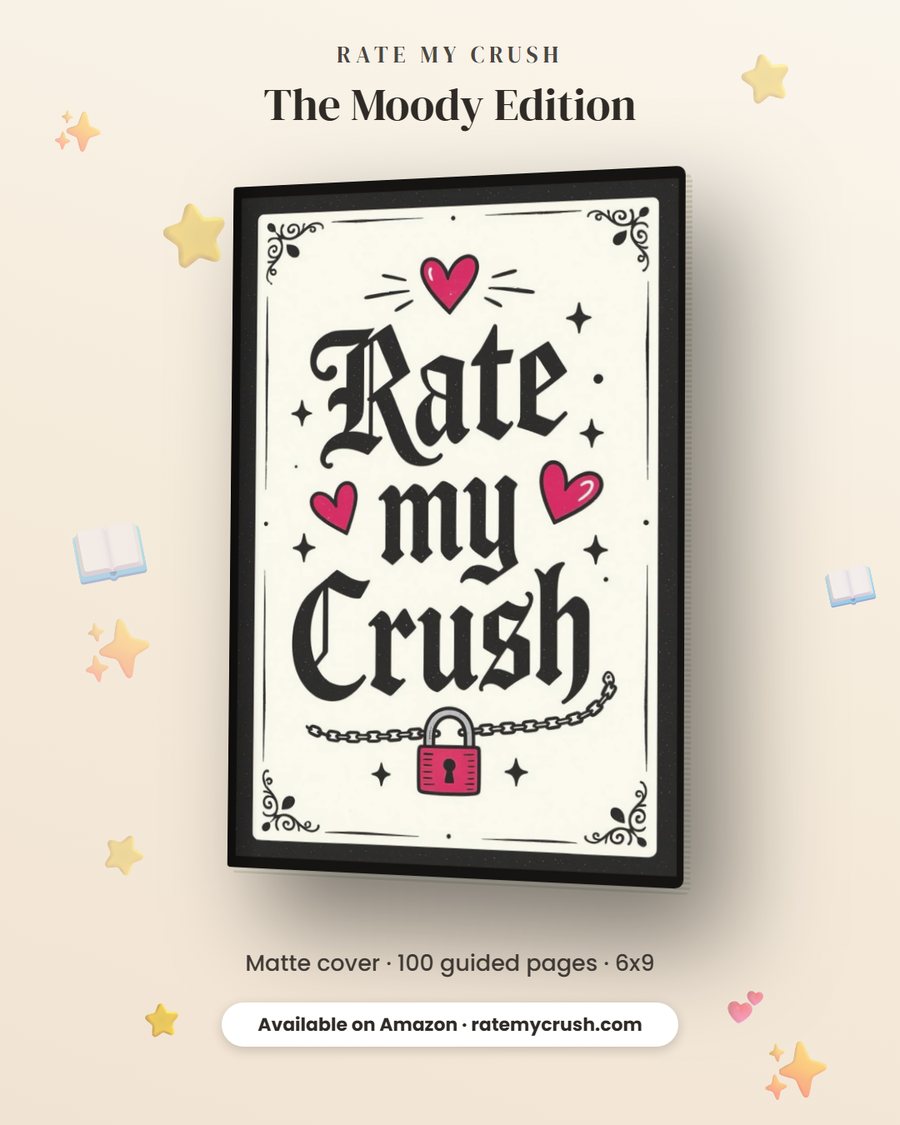 RATE MY CRUSH
The Moody Edition
Rate
my
Crush
Matte cover · 100 guided pages · 6x9
Available on Amazon · ratemycrush.com